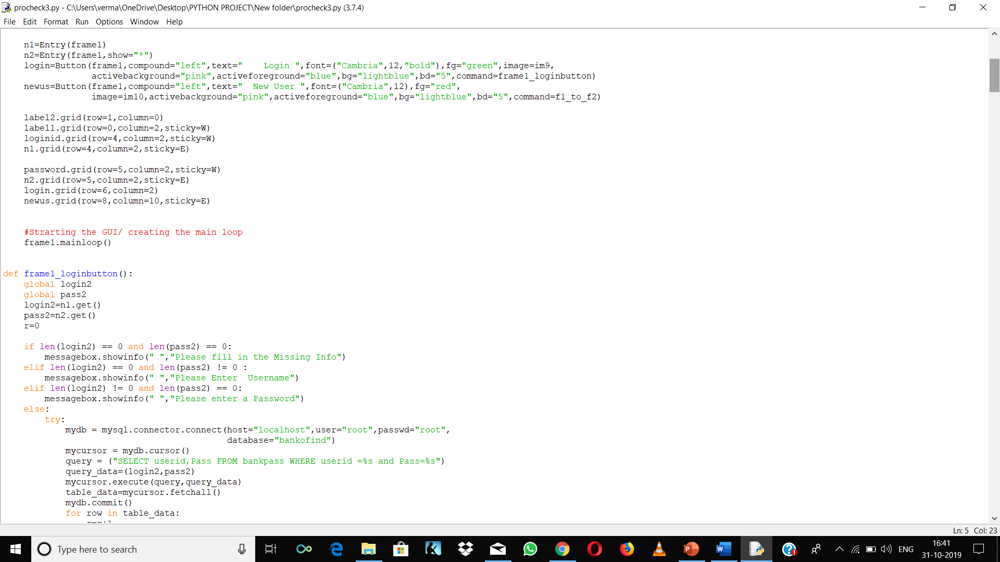 procheck3.py - C:\Users\verma\OneDrive\Desktop\PYTHON PROJECT\New folder\procheck3.py (3.7.4)
File Edit Format Run Options Window Help
    n1=Entry(frame1)
    n2=Entry(frame1,show="*")
    login=Button(frame1,compound="left",text="    Login ",font=("Cambria",12,"bold"),fg="green",image=im9,
                 activebackground="pink",activeforeground="blue",bg="lightblue",bd="5",command=frame1_loginbutton)
    newus=Button(frame1,compound="left",text="  New User ",font=("Cambria",12),fg="red",
                 image=im10,activebackground="pink",activeforeground="blue",bg="lightblue",bd="5",command=f1_to_f2)
    label2.grid(row=1,column=0)
    label1.grid(row=0,column=2,sticky=W)
    loginid.grid(row=4,column=2,sticky=W)
    n1.grid(row=4,column=2,sticky=E)
    password.grid(row=5,column=2,sticky=W)
    n2.grid(row=5,column=2,sticky=E)
    login.grid(row=6,column=2)
    newus.grid(row=8,column=10,sticky=E)
    #Strarting the GUI/ creating the main loop
    frame1.mainloop()
def frame1_loginbutton():
    global login2
    global pass2
    login2=n1.get()
    pass2=n2.get()
    r=0
    if len(login2) == 0 and len(pass2) == 0:
        messagebox.showinfo(" ","Please fill in the Missing Info")
    elif len(login2) == 0 and len(pass2) != 0 :
        messagebox.showinfo(" ","Please Enter  Username")
    elif len(login2) != 0 and len(pass2) == 0:
        messagebox.showinfo(" ","Please enter a Password")
    else:
        try:
            mydb = mysql.connector.connect(host="localhost",user="root",passwd="root",
                                           database="bankofind")
            mycursor = mydb.cursor()
            query = ("SELECT userid,Pass FROM bankpass WHERE userid =%s and Pass=%s")
            query_data=(login2,pass2)
            mycursor.execute(query,query_data)
            table_data=mycursor.fetchall()
            mydb.commit()
            for row in table_data:
                r=r+1
Ln: 5 Col: 23
Type here to search
ENG
16:41
31-10-2019